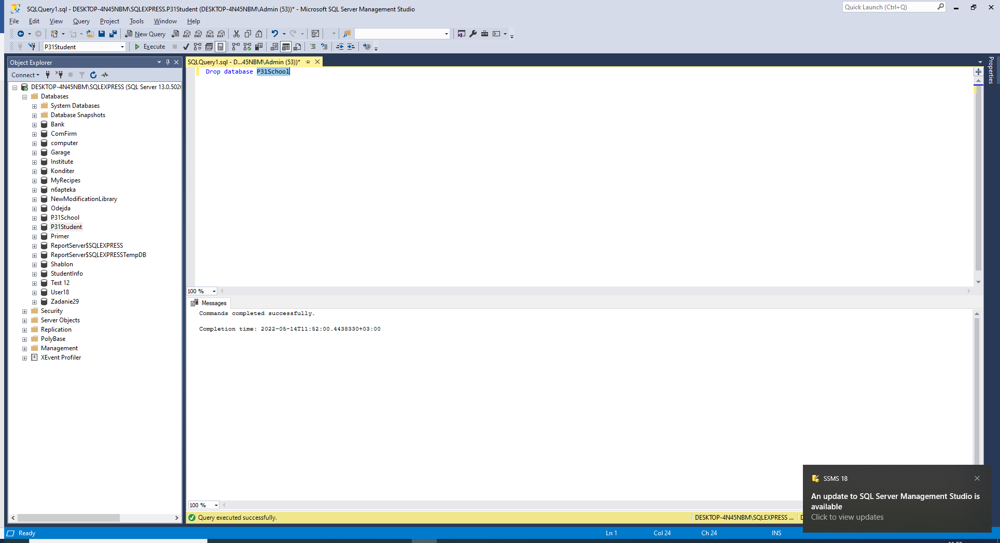 SQLQuery1.sql - DESKTOP-4N45NBM\SQLEXPRESS.P31Student (DESKTOP-4N45NBM\Admin (53))* - Microsoft SQL Server Management Studio
Quick Launch (Ctrl+Q)
File Edit View Query Project Tools Window Help
New Query MDX DMX XMLA DAX
P31Student Execute
Object Explorer
Connect
DESKTOP-4N45NBM\SQLEXPRESS (SQL Server 13.0.502
Databases
System Databases
Database Snapshots
Bank
ComFirm
computer
Garage
Institute
Konditer
MyRecipes
n6apteka
NewModificationLibrary
Odejda
P31School
P31Student
Primer
ReportServer$SQLEXPRESS
ReportServer$SQLEXPRESSTempDB
Shablon
StudentInfo
Test 12
User18
Zadanie29
Security
Server Objects
Replication
PolyBase
Management
XEvent Profiler
SQLQuery1.sql - D...45NBM\Admin (53))*
Drop database P31School
Properties
100 %
Messages
Commands completed successfully.
Completion time: 2022-05-14T11:52:00.4438330+03:00
100 %
Query executed successfully.
DESKTOP-4N45NBM\SQLEXPRESS ...
SSMS 18
An update to SQL Server Management Studio is
available
Click to view updates
Ready
Ln 1 Col 24 Ch 24 INS